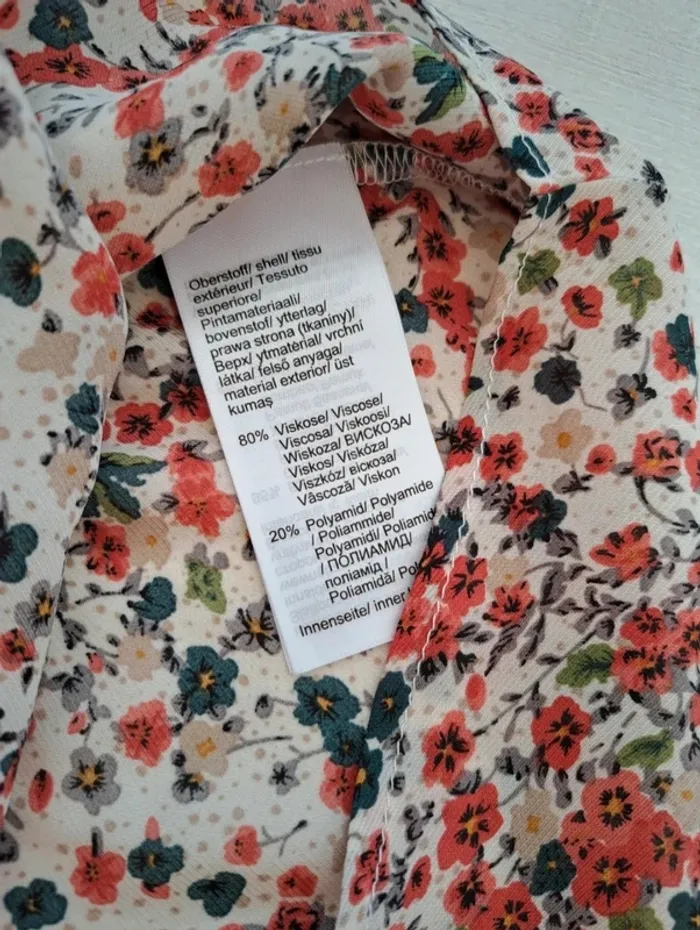 Oberstoff/ shell/ tissu
extérieur/ Tessuto
superiore/
Pintamateriaali/
bovenstof/ ytterlag/
prawa strona (tkaniny)/
Верх/ ytmaterial/ vrchní
látka/ felső anyaga/
material exterior/ üst
kumaş
80% Viskose/ Viscose/
Viscosa/ Viskoosi/
Wiskoza/ ВИСКОЗА/
Viskos/ Viskóza/
Viszkóz/ віскоза/
Vâscoză/ Viskon
20% Polyamid/ Polyamide
/ Poliammide/
Polyamidi/ Poliamid
/ ПОЛИАМИД/
поліамід /
Poliamidă/
Innenseite/ inner